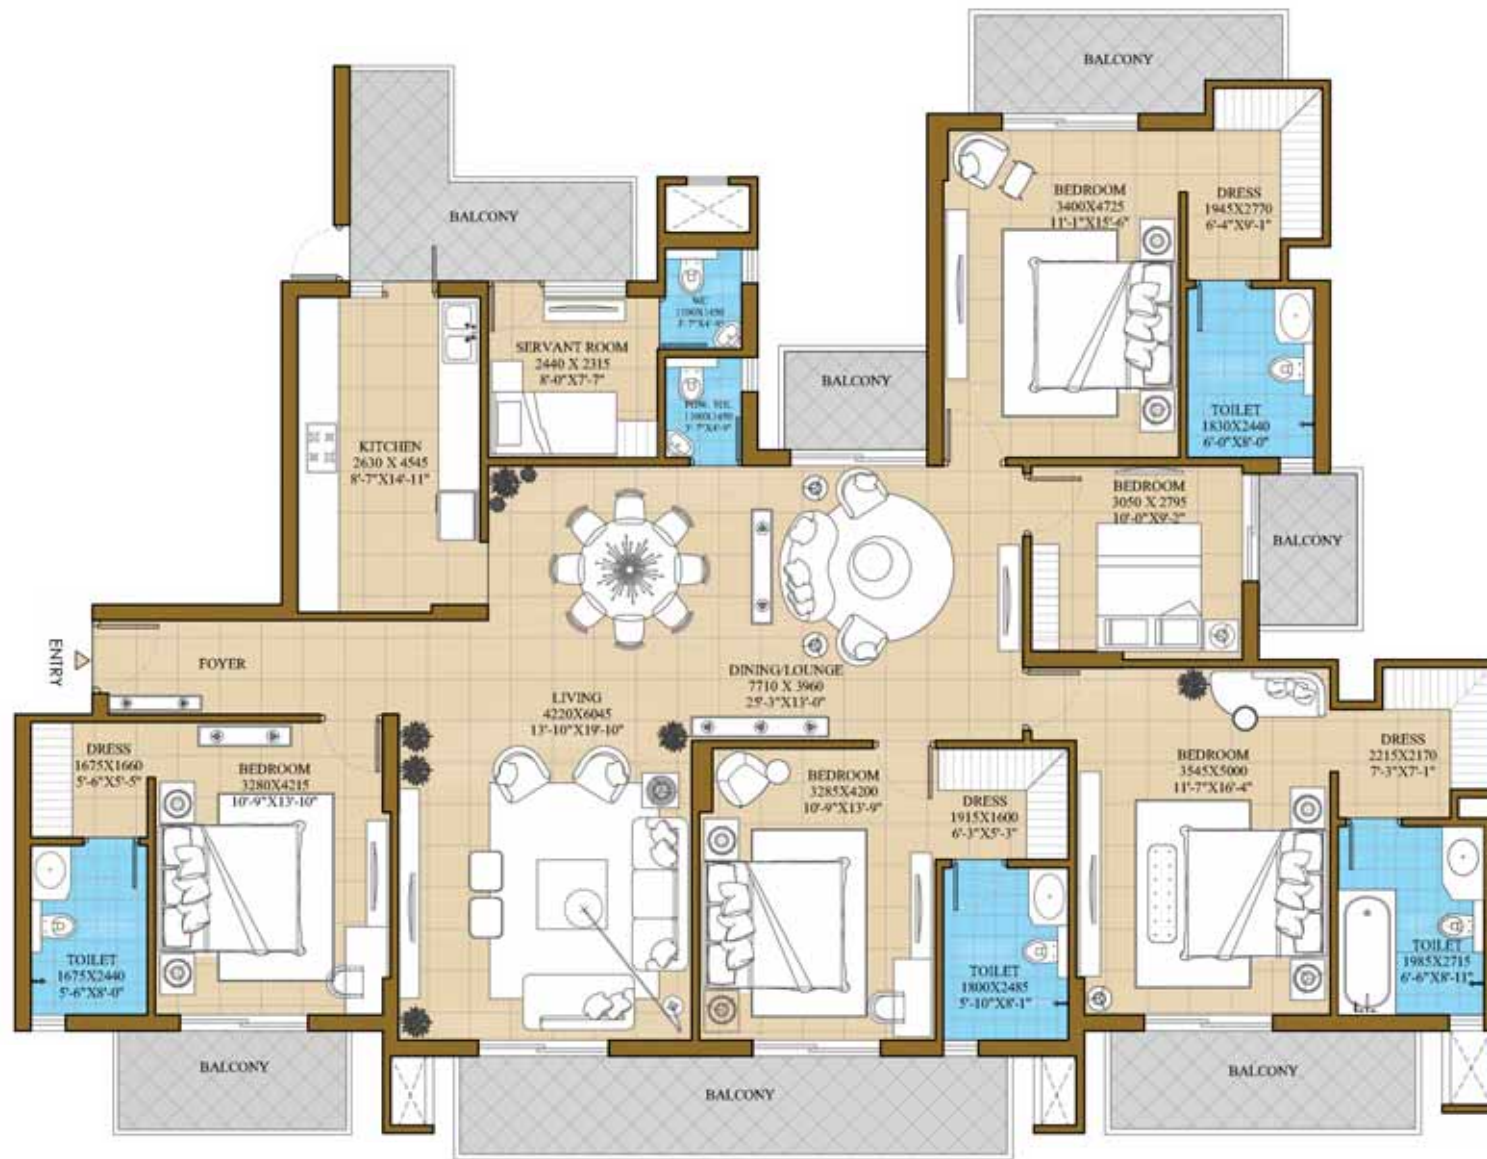 BALCONY
BALCONY
BEDROOM
3400X4725
11'-1"X15'-6"
DRESS
1945X2770
6'-4"X9'-1"
WC
SERVANT ROOM
2440 X 2315
8'-0"X7'-7"
BALCONY
KITCHEN
2630 X 4545
8'-7"X14'-11"
TOILET
1830X2440
6'-0"X8'-0"
BEDROOM
3050 X 2795
10'-0"X9'-2"
BALCONY
ENTRY
FOYER
LIVING
4220X6045
13'-10"X19'-10"
DINING/LOUNGE
7710 X 3960
25'-3"X13'-0"
DRESS
1675X1660
5'-6"X5'-5"
BEDROOM
3280X4215
10'-9"X13'-10"
BEDROOM
3285X4200
10'-9"X13'-9"
DRESS
1915X1600
6'-3"X5'-3"
BEDROOM
3545X5000
11'-7"X16'-4"
DRESS
2215X2170
7'-3"X7'-1"
TOILET
1675X2440
5'-6"X8'-0"
TOILET
1800X2485
5'-10"X8'-1"
TOILET
1985X2715
6'-6"X8'-11"
BALCONY
BALCONY
BALCONY